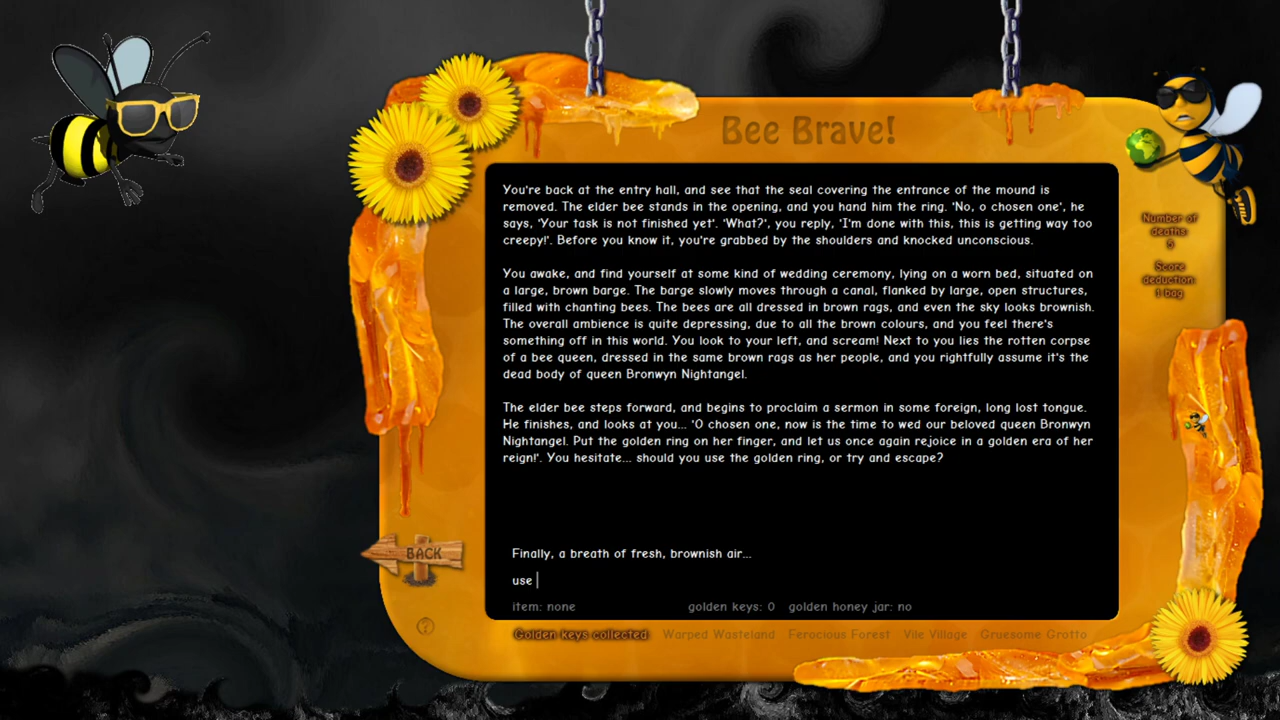 Bee Brave!
You're back at the entry hall, and see that the seal covering the entrance of the mound is
removed. The elder bee stands in the opening, and you hand him the ring. 'No, o chosen one', he
says, 'Your task is not finished yet'. 'What?', you reply, 'I'm done with this, this is getting way too
creepy!'. Before you know it, you're grabbed by the shoulders and knocked unconscious.
You awake, and find yourself at some kind of wedding ceremony, lying on a worn bed, situated on
a large, brown barge. The barge slowly moves through a canal, flanked by large, open structures,
filled with chanting bees. The bees are all dressed in brown rags, and even the sky looks brownish.
The overall ambience is quite depressing, due to all the brown colours, and you feel there's
something off in this world. You look to your left, and scream! Next to you lies the rotten corpse
of a bee queen, dressed in the same brown rags as her people, and you rightfully assume it's the
dead body of queen Bronwyn Nightangel.
The elder bee steps forward, and begins to proclaim a sermon in some foreign, long lost tongue.
He finishes, and looks at you... 'O chosen one, now is the time to wed our beloved queen Bronwyn
Nightangel. Put the golden ring on her finger, and let us once again rejoice in a golden era of her
reign!'. You hesitate... should you use the golden ring, or try and escape?
Finally, a breath of fresh, brownish air...
use
item: none golden keys: 0 golden honey jar: no
Golden keys collected Warped Wasteland Ferocious Forest Vile Village Gruesome Grotto
BACK
?
Number of
deaths:
5
Score
deduction:
1 bag